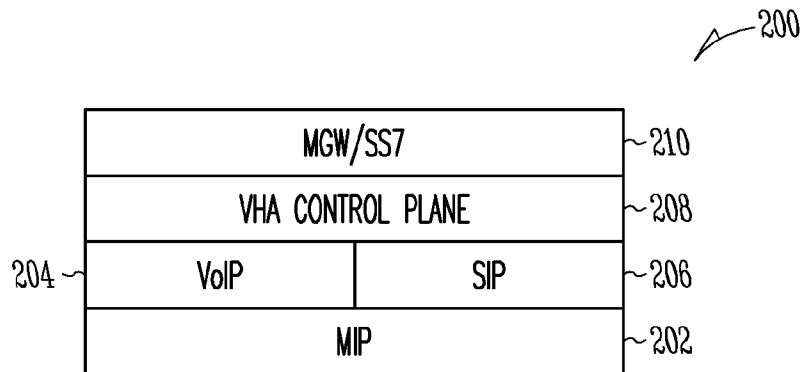 200
MGW/SS7 210
VHA CONTROL PLANE 208
204 VoIP SIP 206
MIP 202